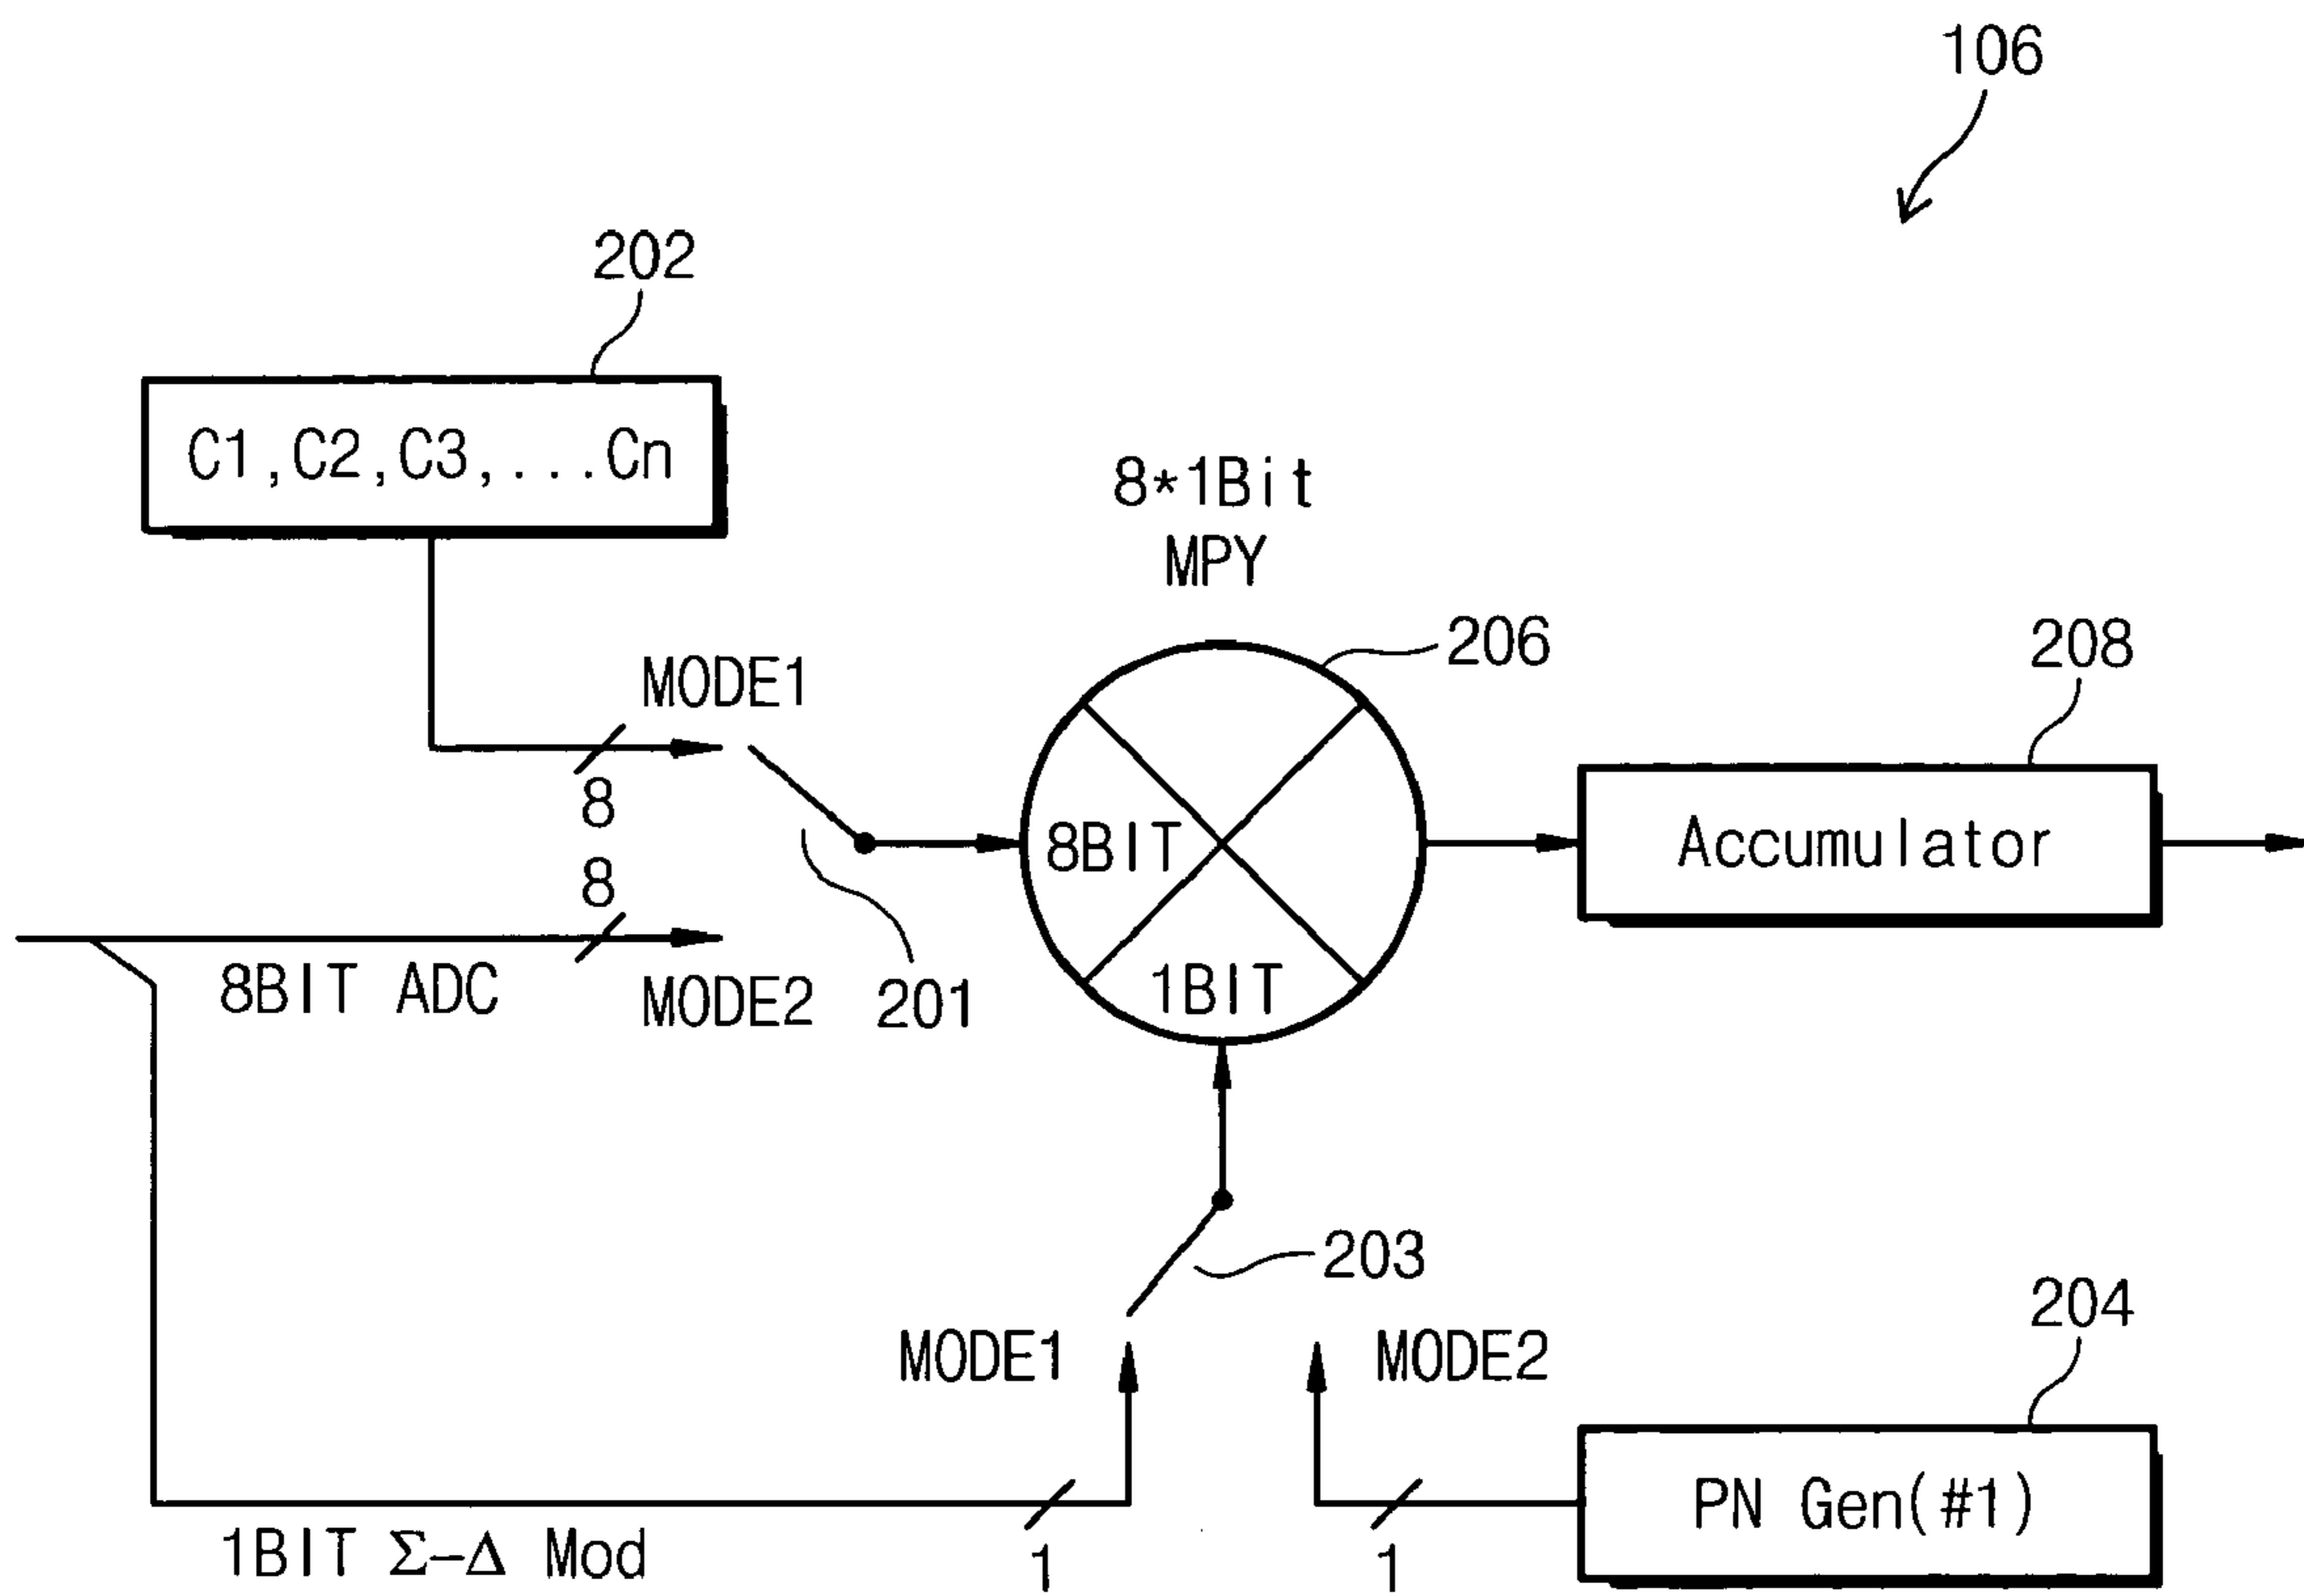 106
202
C1,C2,C3,...Cn
8*1Bit
MPY
206
208
MODE1
8
8BIT
Accumulator
8
8BIT ADC
MODE2
201
1BIT
203
204
MODE1
MODE2
PN Gen(#1)
1BIT Σ-Δ Mod
1
1